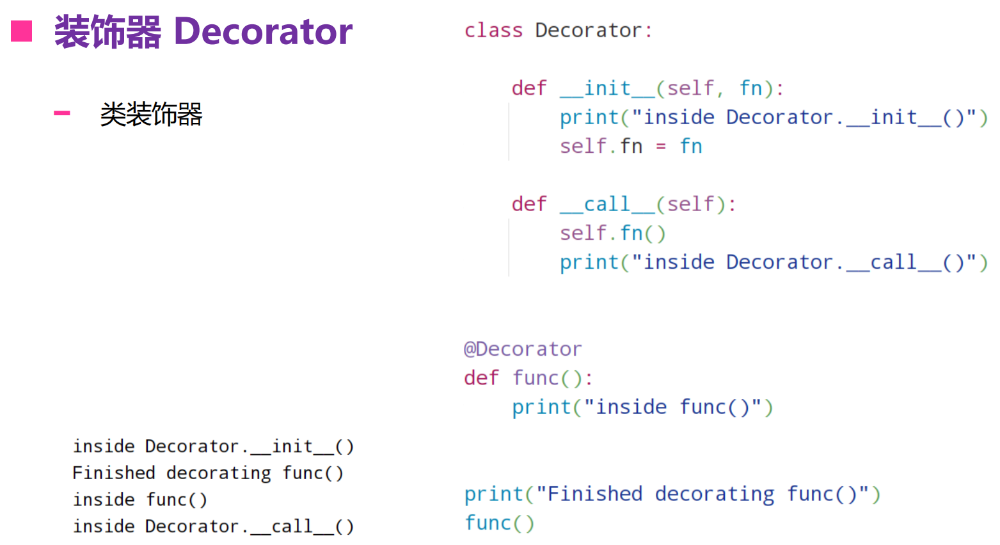 装饰器 Decorator
类装饰器
class Decorator:
def __init__(self, fn):
print("inside Decorator.__init__()")
self.fn = fn
def __call__(self):
self.fn()
print("inside Decorator.__call__()")
@Decorator
def func():
print("inside func()")
print("Finished decorating func()")
func()
inside Decorator.__init__()
Finished decorating func()
inside func()
inside Decorator.__call__()